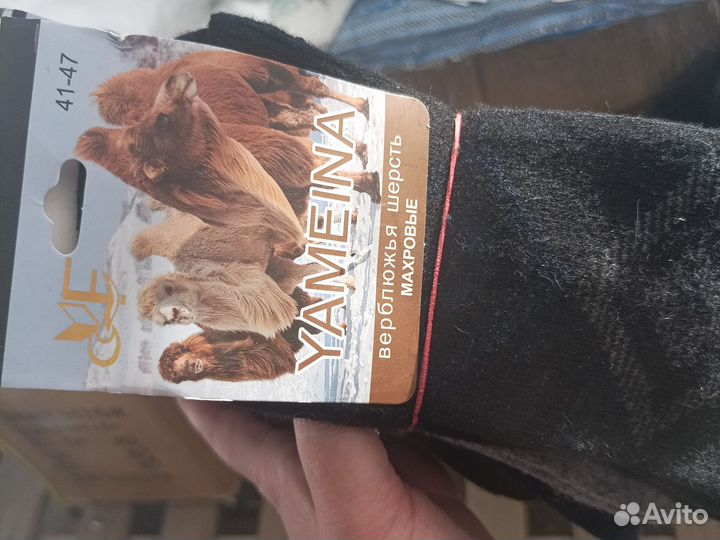 41-47
YAMEINA
верблюжья шерсть
МАХРОВЫЕ
Avito